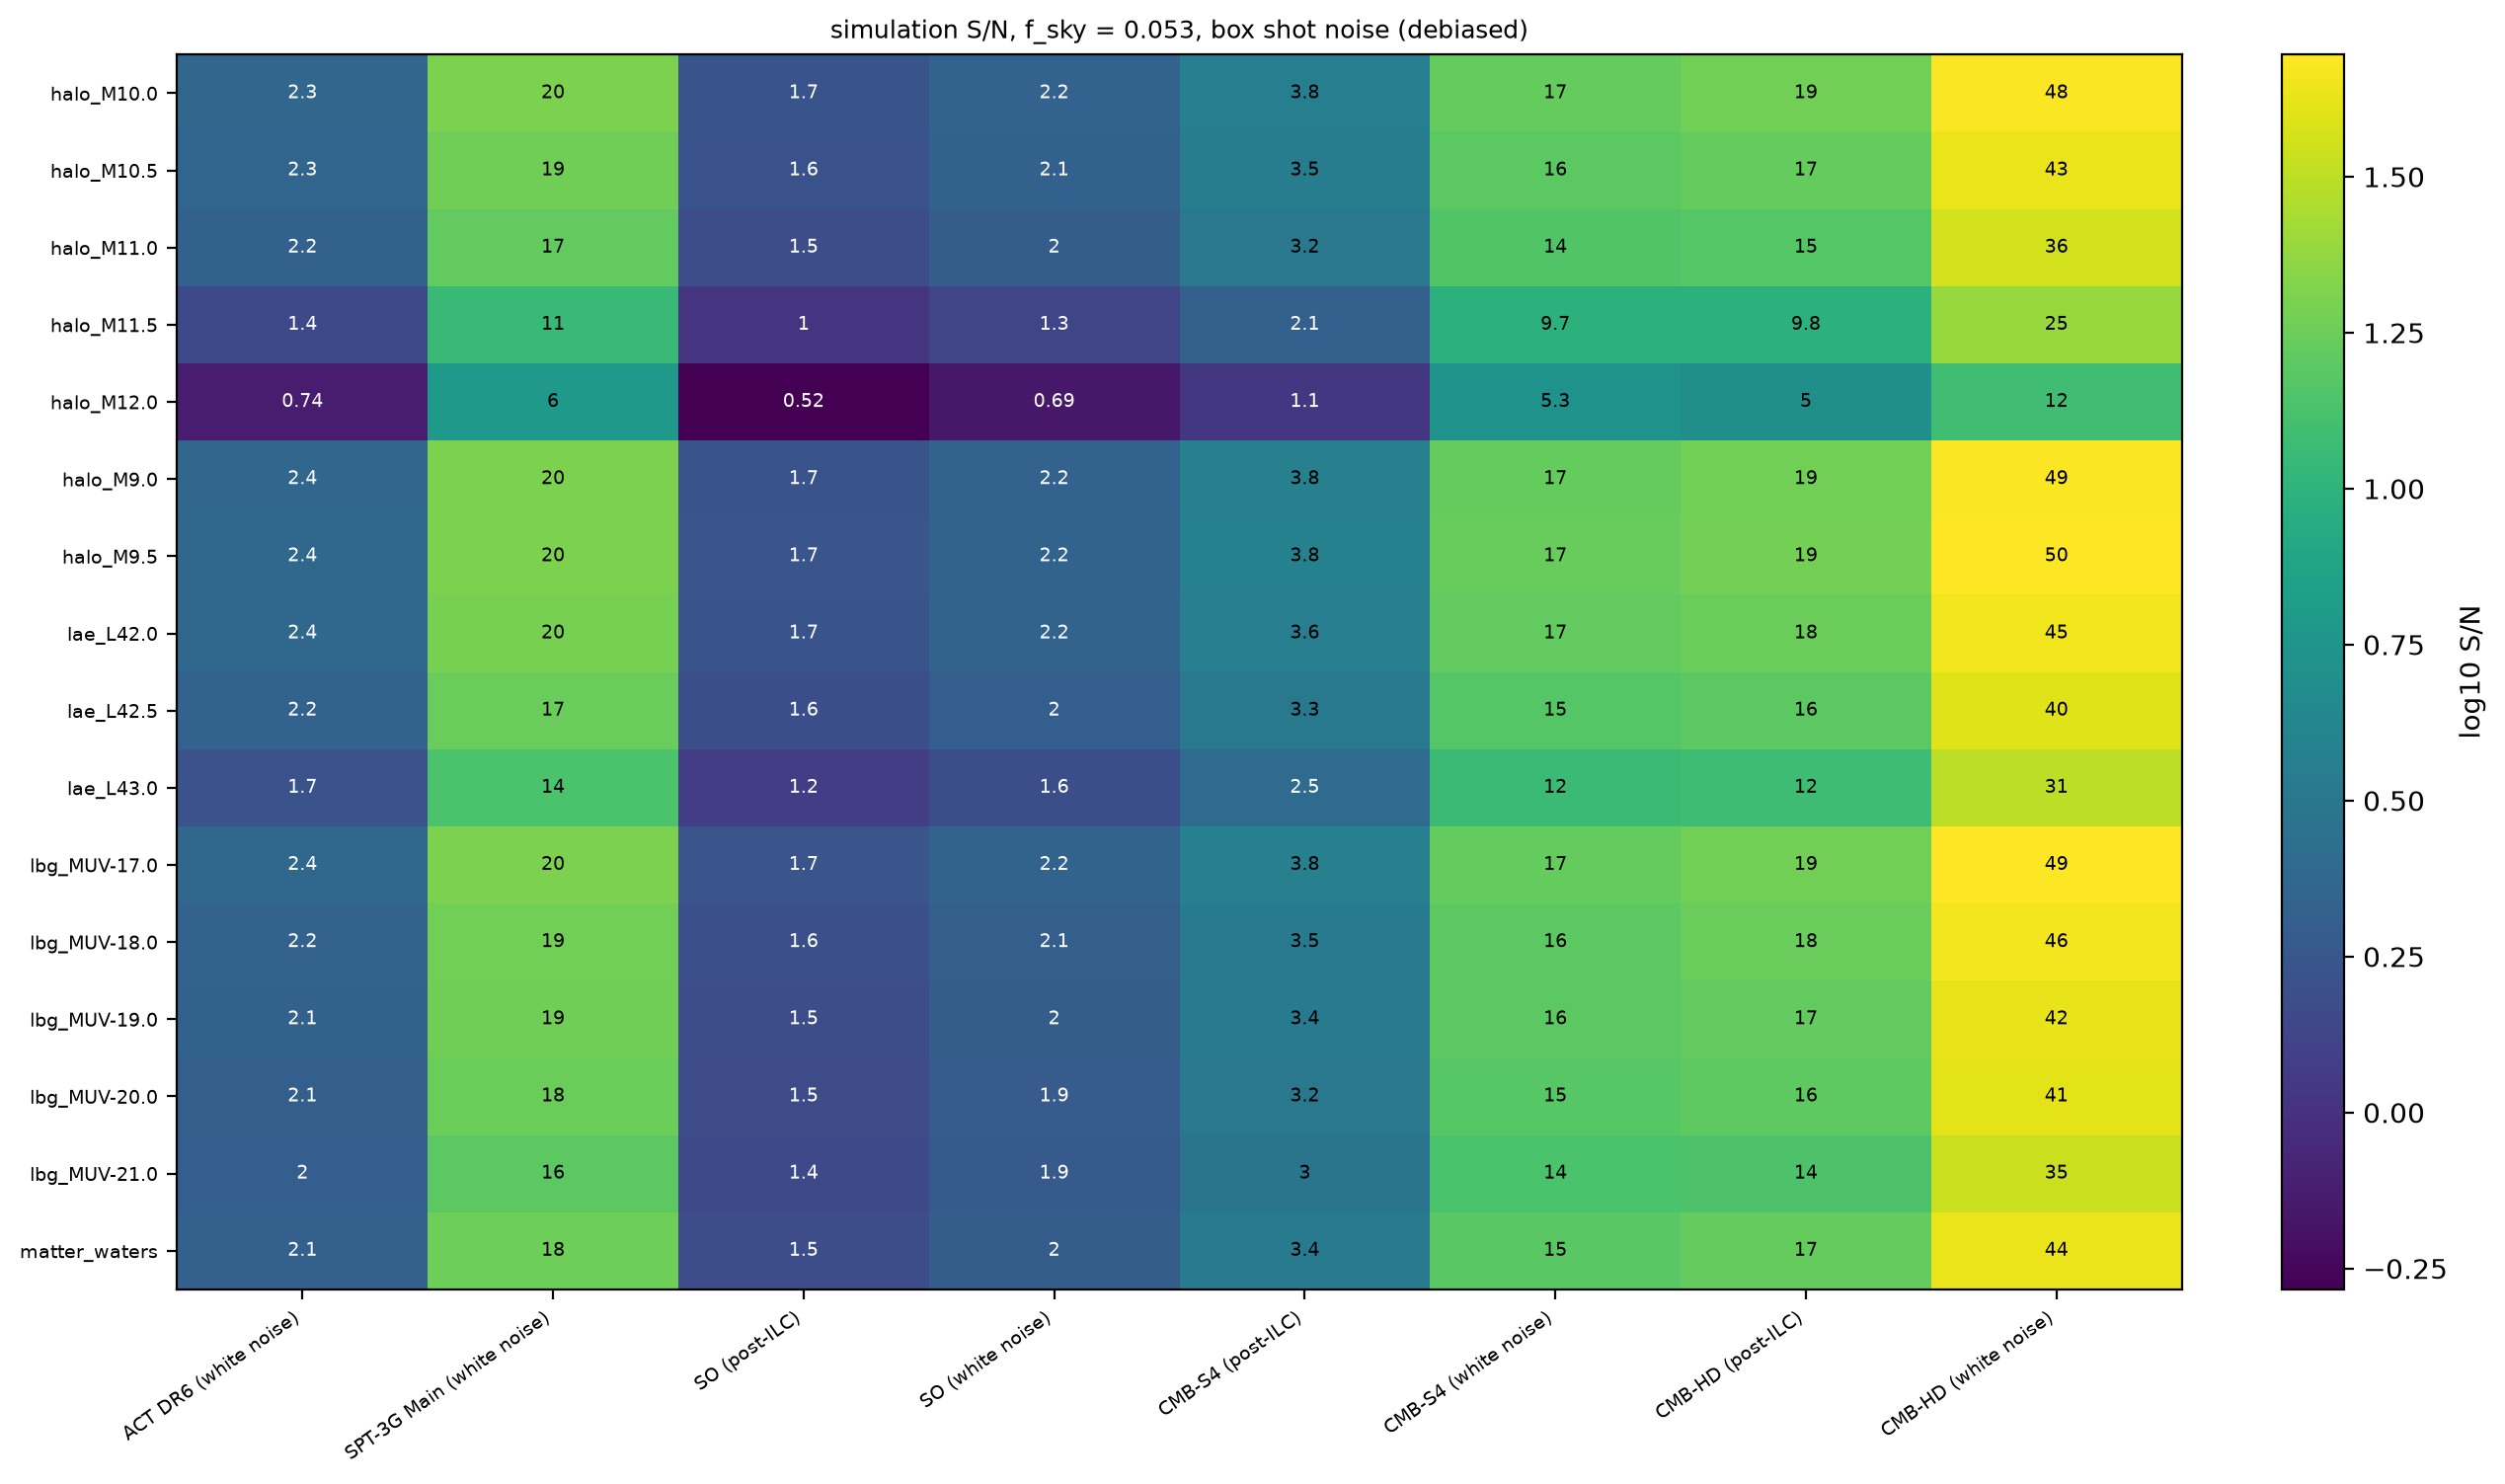 simulation S/N, f_sky = 0.053, box shot noise (debiased)
halo_M10.0 2.3 20 1.7 2.2 3.8 17 19 48
halo_M10.5 2.3 19 1.6 2.1 3.5 16 17 43
halo_M11.0 2.2 17 1.5 2 3.2 14 15 36
halo_M11.5 1.4 11 1 1.3 2.1 9.7 9.8 25
halo_M12.0 0.74 6 0.52 0.69 1.1 5.3 5 12
halo_M9.0 2.4 20 1.7 2.2 3.8 17 19 49
halo_M9.5 2.4 20 1.7 2.2 3.8 17 19 50
lae_L42.0 2.4 20 1.7 2.2 3.6 17 18 45
lae_L42.5 2.2 17 1.6 2 3.3 15 16 40
lae_L43.0 1.7 14 1.2 1.6 2.5 12 12 31
lbg_MUV-17.0 2.4 20 1.7 2.2 3.8 17 19 49
lbg_MUV-18.0 2.2 19 1.6 2.1 3.5 16 18 46
lbg_MUV-19.0 2.1 19 1.5 2 3.4 16 17 42
lbg_MUV-20.0 2.1 18 1.5 1.9 3.2 15 16 41
lbg_MUV-21.0 2 16 1.4 1.9 3 14 14 35
matter_waters 2.1 18 1.5 2 3.4 15 17 44
ACT DR6 (white noise)
SPT-3G Main (white noise)
SO (post-ILC)
SO (white noise)
CMB-S4 (post-ILC)
CMB-S4 (white noise)
CMB-HD (post-ILC)
CMB-HD (white noise)
1.50
1.25
1.00
0.75
0.50
0.25
0.00
−0.25
log10 S/N